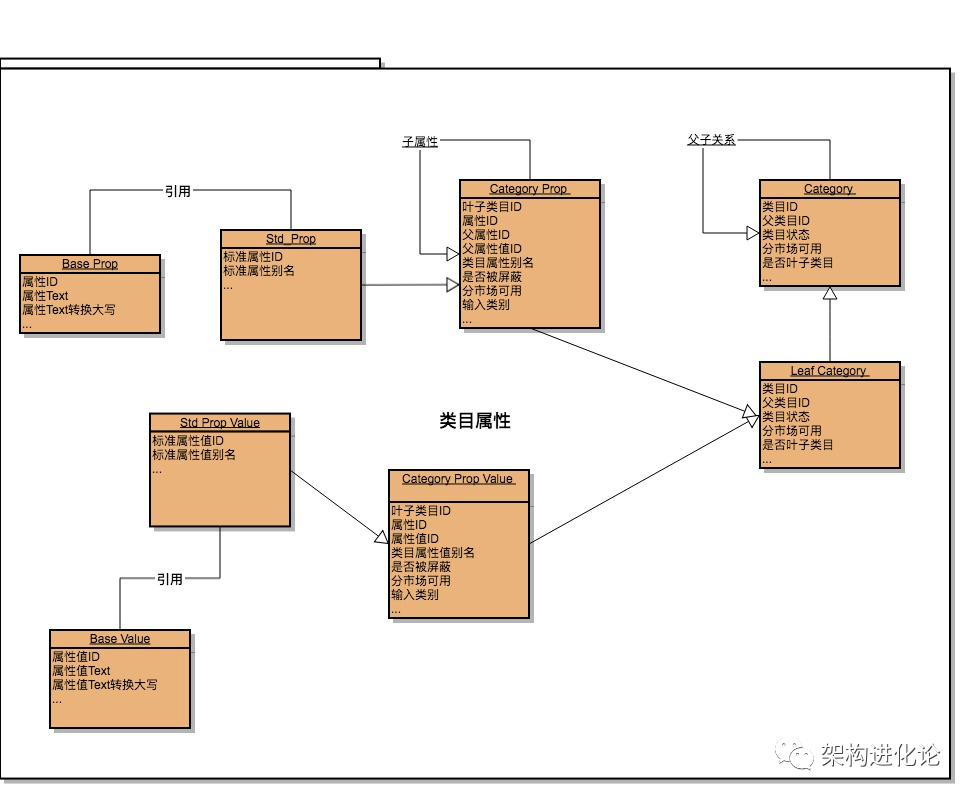 子属性
父子关系
引用
Category Prop
叶子类目ID
属性ID
父属性ID
父属性值ID
类目属性别名
是否被屏蔽
分市场可用
输入类别
...
Category
类目ID
父类目ID
类目状态
分市场可用
是否叶子类目
...
Std_Prop
标准属性ID
标准属性别名
...
Base Prop
属性ID
属性Text
属性Text转换大写
...
Leaf Category
类目ID
父类目ID
类目状态
分市场可用
是否叶子类目
...
类目属性
Std Prop Value
标准属性值ID
标准属性值别名
...
Category Prop Value
叶子类目ID
属性ID
属性值ID
类目属性值别名
是否被屏蔽
分市场可用
输入类别
...
引用
Base Value
属性值ID
属性值Text
属性值Text转换大写
...
架构进化论